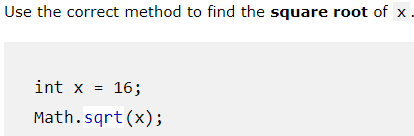 Use the correct method to find the square root of x.
int x = 16;
Math.sqrt(x);